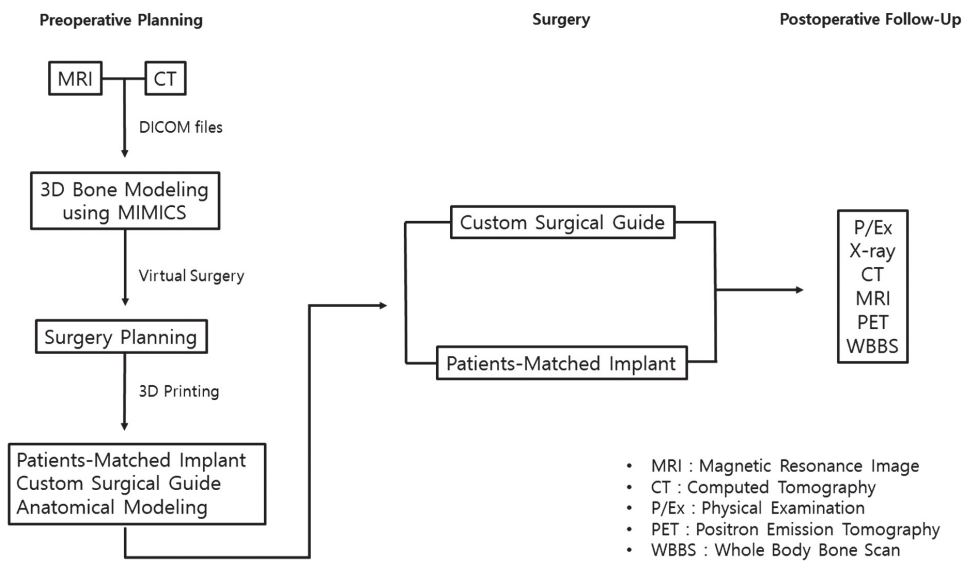 Preoperative Planning
Surgery
Postoperative Follow-Up
MRI
CT
DICOM files
3D Bone Modeling
using MIMICS
Virtual Surgery
Surgery Planning
3D Printing
Patients-Matched Implant
Custom Surgical Guide
Anatomical Modeling
Custom Surgical Guide
Patients-Matched Implant
P/Ex
X-ray
CT
MRI
PET
WBBS
• MRI : Magnetic Resonance Image
• CT : Computed Tomography
• P/Ex : Physical Examination
• PET : Positron Emission Tomography
• WBBS : Whole Body Bone Scan